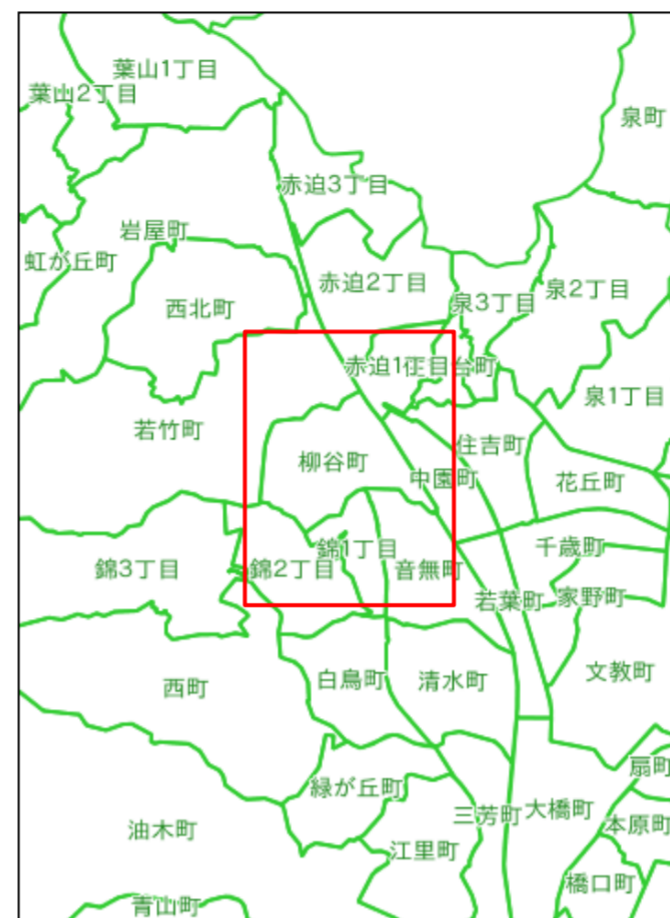 葉山1丁目
葉山2丁目
泉町
赤迫3丁目
岩屋町
虹が丘町
赤迫2丁目
泉2丁目
泉3丁目
西北町
赤迫1丁目
台町
泉1丁目
若竹町
住吉町
柳谷町
中園町
花丘町
錦1丁目
千歳町
錦3丁目
錦2丁目
音無町
若葉町
家野町
文教町
白鳥町
清水町
西町
扇町
緑が丘町
大橋町
三芳町
本原町
油木町
江里町
橋口町
青山町